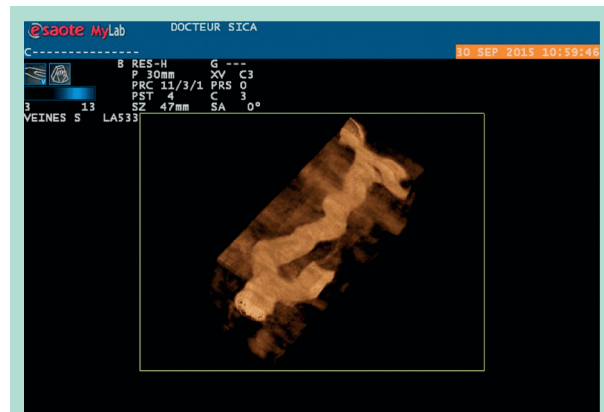 esaote MyLab DOCTEUR SICA
C---------------
30 SEP 2015 10:59:46
B RES-H G ---
P 30mm XV C3
PRC 11/3/1 PRS 0
PST 4 C 3
3 13 SZ 47mm SA 0°
VEINES S LA533
V